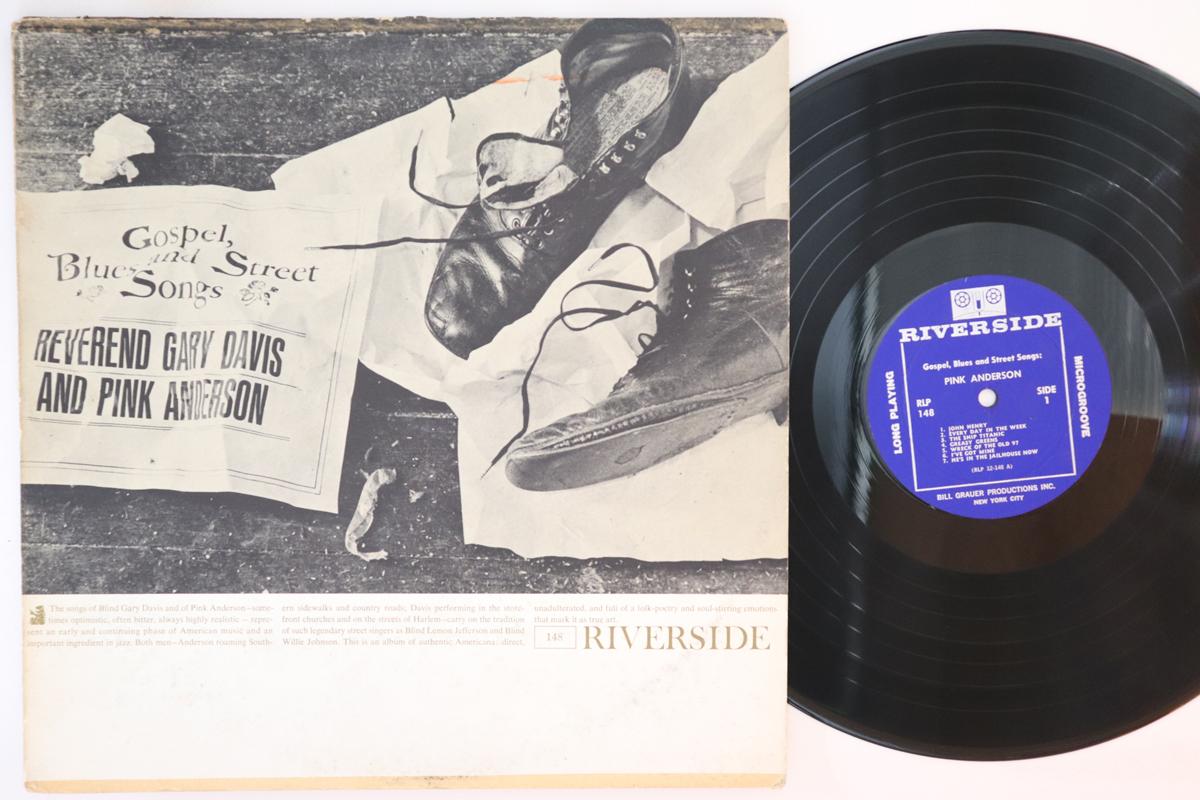 Gospel,
Blues and Street
Songs
REVEREND GARY DAVIS
AND PINK ANDERSON
The songs of Blind Gary Davis and of Pink Anderson—some-
times optimistic, often bitter, always highly realistic — repre-
sent an early and continuing phase of American music and an
important ingredient in jazz. Both men—Anderson roaming South-
ern sidewalks and country roads; Davis performing in the store-
front churches and on the streets of Harlem—carry on the tradition
of such legendary street singers as Blind Lemon Jefferson and Blind
Willie Johnson. This is an album of authentic Americana: direct,
unadulterated, and full of a folk-poetry and soul-stirring emotions
that mark it as true art.
148 RIVERSIDE
RIVERSIDE
Gospel, Blues and Street Songs:
PINK ANDERSON
RLP
148
SIDE
1
LONG PLAYING
MICROGROOVE
1. JOHN HENRY
2. EVERY DAY IN THE WEEK
3. THE SHIP TITANIC
4. GREASY GREENS
5. WRECK OF THE OLD 97
6. I'VE GOT MINE
7. HE'S IN THE JAILHOUSE NOW
(RLP 12-148 A)
BILL GRAUER PRODUCTIONS INC.
NEW YORK CITY